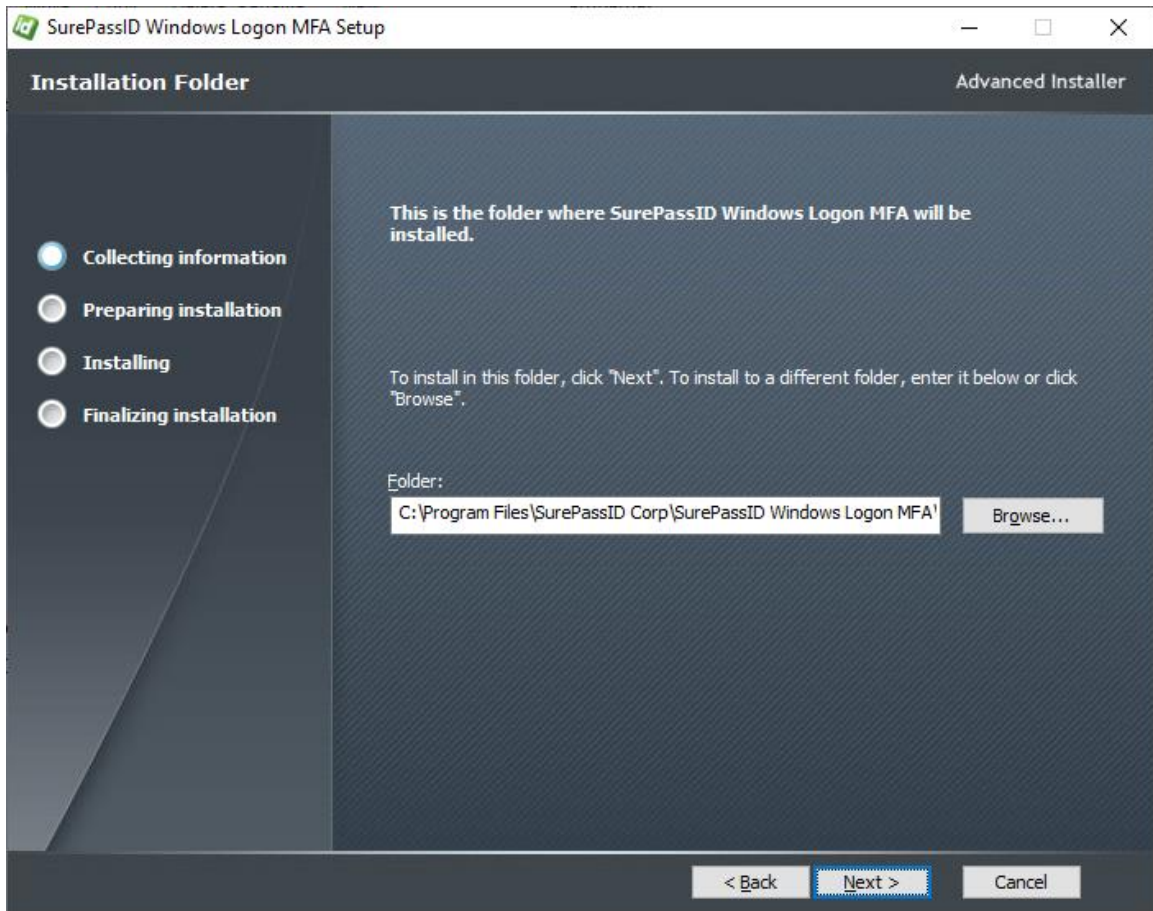 SurePassID Windows Logon MFA Setup
Installation Folder
Advanced Installer
Collecting information
Preparing installation
Installing
Finalizing installation
This is the folder where SurePassID Windows Logon MFA will be
installed.
To install in this folder, click "Next". To install to a different folder, enter it below or click
"Browse".
Folder:
C:\Program Files\SurePassID Corp\SurePassID Windows Logon MFA\
Browse...
< Back
Next >
Cancel